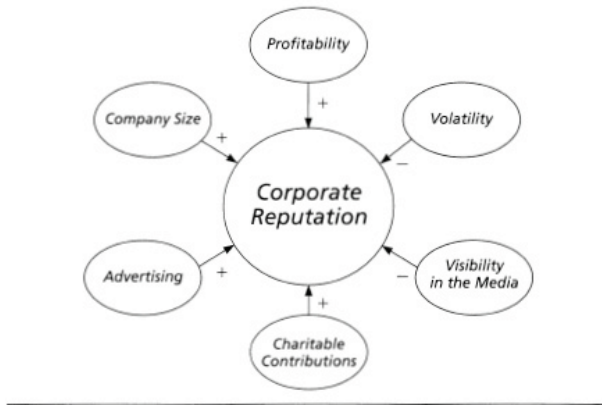 Profitability
+
Company Size
+
Volatility
−
Corporate
Reputation
Advertising
+
Visibility
in the Media
−
+
Charitable
Contributions